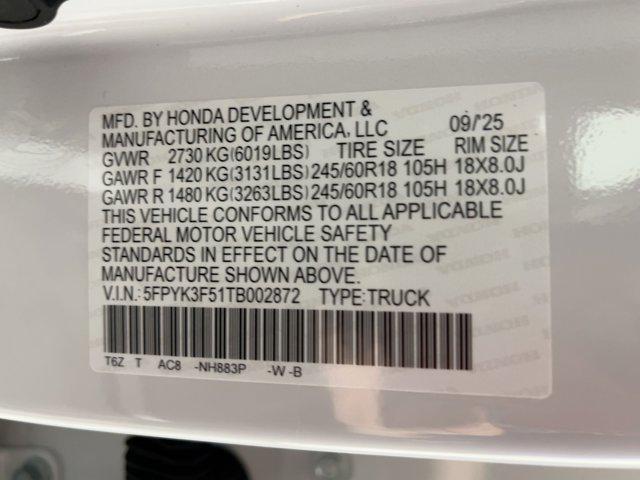 MFD. BY HONDA DEVELOPMENT &
MANUFACTURING OF AMERICA, LLC 09/'25
GVWR 2730 KG(6019LBS) TIRE SIZE RIM SIZE
GAWR F 1420 KG(3131LBS) 245/60R18 105H 18X8.0J
GAWR R 1480 KG(3263LBS) 245/60R18 105H 18X8.0J
THIS VEHICLE CONFORMS TO ALL APPLICABLE
FEDERAL MOTOR VEHICLE SAFETY
STANDARDS IN EFFECT ON THE DATE OF
MANUFACTURE SHOWN ABOVE.
V.I.N.: 5FPYK3F51TB002872 TYPE:TRUCK
T6Z T AC8 -NH883P -W -B